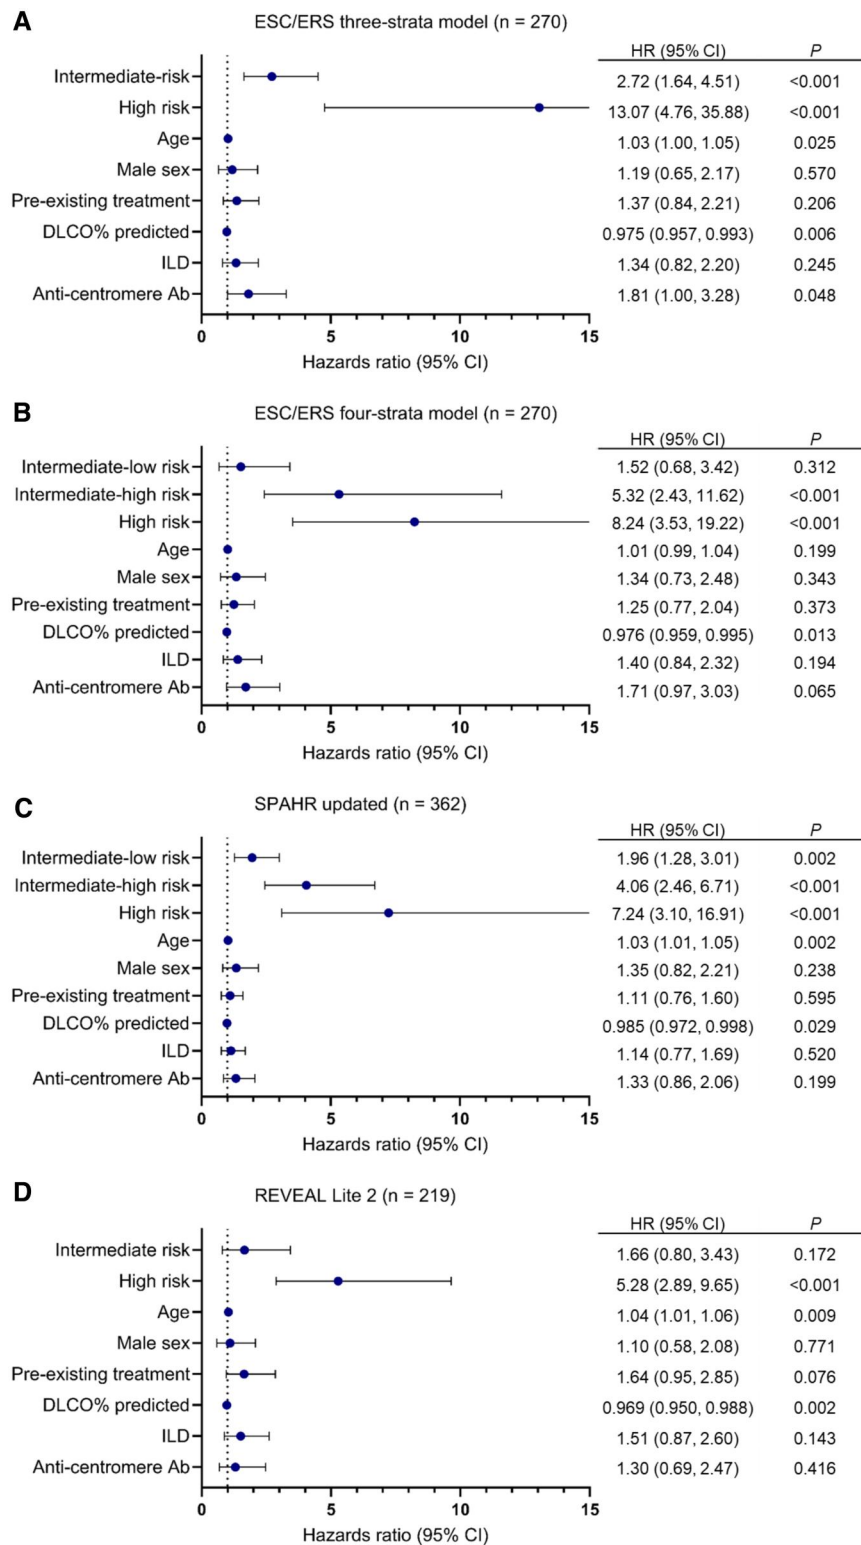 A
ESC/ERS three-strata model (n = 270)
HR (95% CI) P
Intermediate-risk 2.72 (1.64, 4.51) <0.001
High risk 13.07 (4.76, 35.88) <0.001
Age 1.03 (1.00, 1.05) 0.025
Male sex 1.19 (0.65, 2.17) 0.570
Pre-existing treatment 1.37 (0.84, 2.21) 0.206
DLCO% predicted 0.975 (0.957, 0.993) 0.006
ILD 1.34 (0.82, 2.20) 0.245
Anti-centromere Ab 1.81 (1.00, 3.28) 0.048
0 5 10 15
Hazards ratio (95% CI)
B
ESC/ERS four-strata model (n = 270)
HR (95% CI) P
Intermediate-low risk 1.52 (0.68, 3.42) 0.312
Intermediate-high risk 5.32 (2.43, 11.62) <0.001
High risk 8.24 (3.53, 19.22) <0.001
Age 1.01 (0.99, 1.04) 0.199
Male sex 1.34 (0.73, 2.48) 0.343
Pre-existing treatment 1.25 (0.77, 2.04) 0.373
DLCO% predicted 0.976 (0.959, 0.995) 0.013
ILD 1.40 (0.84, 2.32) 0.194
Anti-centromere Ab 1.71 (0.97, 3.03) 0.065
0 5 10 15
Hazards ratio (95% CI)
C
SPAHR updated (n = 362)
HR (95% CI) P
Intermediate-low risk 1.96 (1.28, 3.01) 0.002
Intermediate-high risk 4.06 (2.46, 6.71) <0.001
High risk 7.24 (3.10, 16.91) <0.001
Age 1.03 (1.01, 1.05) 0.002
Male sex 1.35 (0.82, 2.21) 0.238
Pre-existing treatment 1.11 (0.76, 1.60) 0.595
DLCO% predicted 0.985 (0.972, 0.998) 0.029
ILD 1.14 (0.77, 1.69) 0.520
Anti-centromere Ab 1.33 (0.86, 2.06) 0.199
0 5 10 15
Hazards ratio (95% CI)
D
REVEAL Lite 2 (n = 219)
HR (95% CI) P
Intermediate risk 1.66 (0.80, 3.43) 0.172
High risk 5.28 (2.89, 9.65) <0.001
Age 1.04 (1.01, 1.06) 0.009
Male sex 1.10 (0.58, 2.08) 0.771
Pre-existing treatment 1.64 (0.95, 2.85) 0.076
DLCO% predicted 0.969 (0.950, 0.988) 0.002
ILD 1.51 (0.87, 2.60) 0.143
Anti-centromere Ab 1.30 (0.69, 2.47) 0.416
0 5 10 15
Hazards ratio (95% CI)